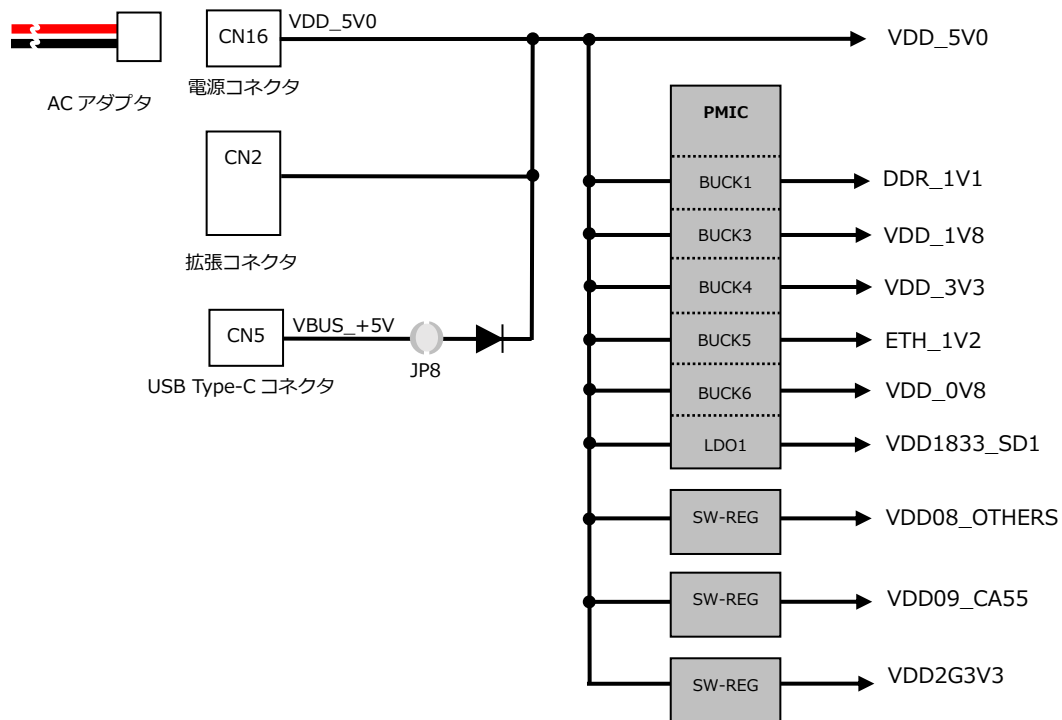 AC アダプタ
CN16
VDD_5V0
電源コネクタ
CN2
拡張コネクタ
CN5
VBUS_+5V
JP8
USB Type-C コネクタ
VDD_5V0
PMIC
BUCK1
DDR_1V1
BUCK3
VDD_1V8
BUCK4
VDD_3V3
BUCK5
ETH_1V2
BUCK6
VDD_0V8
LDO1
VDD1833_SD1
SW-REG
VDD08_OTHERS
SW-REG
VDD09_CA55
SW-REG
VDD2G3V3